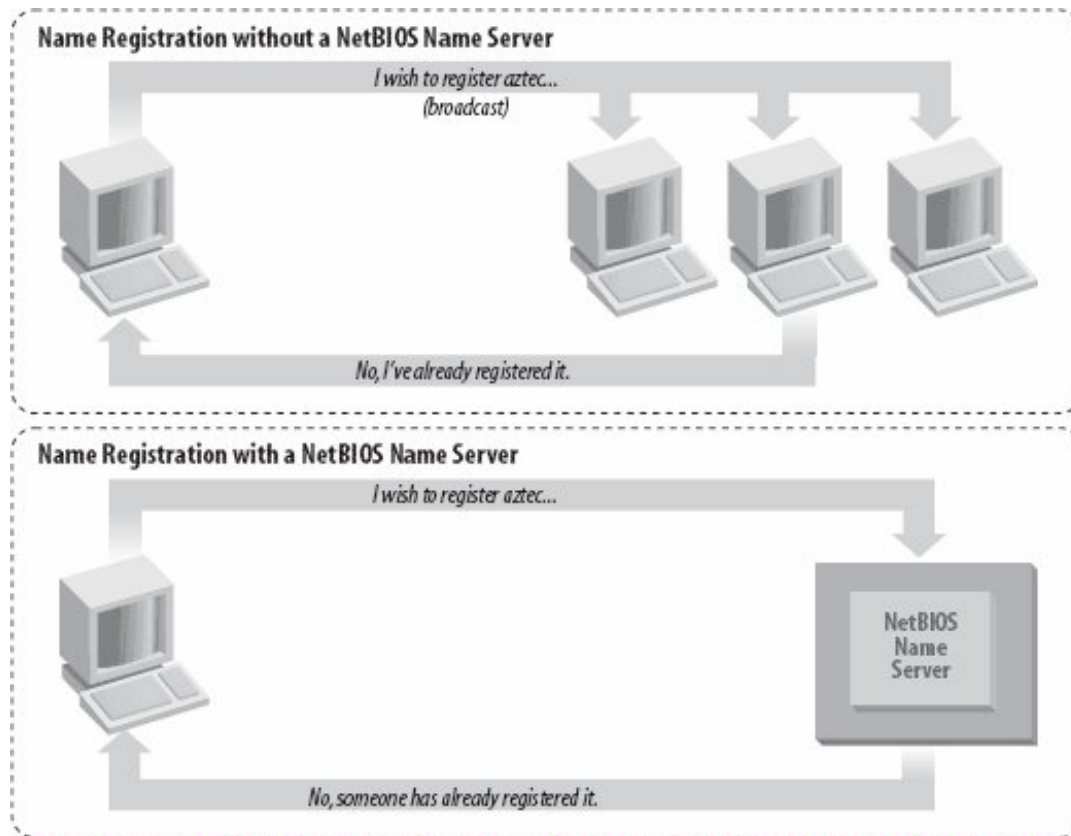 Name Registration without a NetBIOS Name Server
I wish to register aztec...
(broadcast)
No, I've already registered it.
Name Registration with a NetBIOS Name Server
I wish to register aztec...
NetBIOS
Name
Server
No, someone has already registered it.